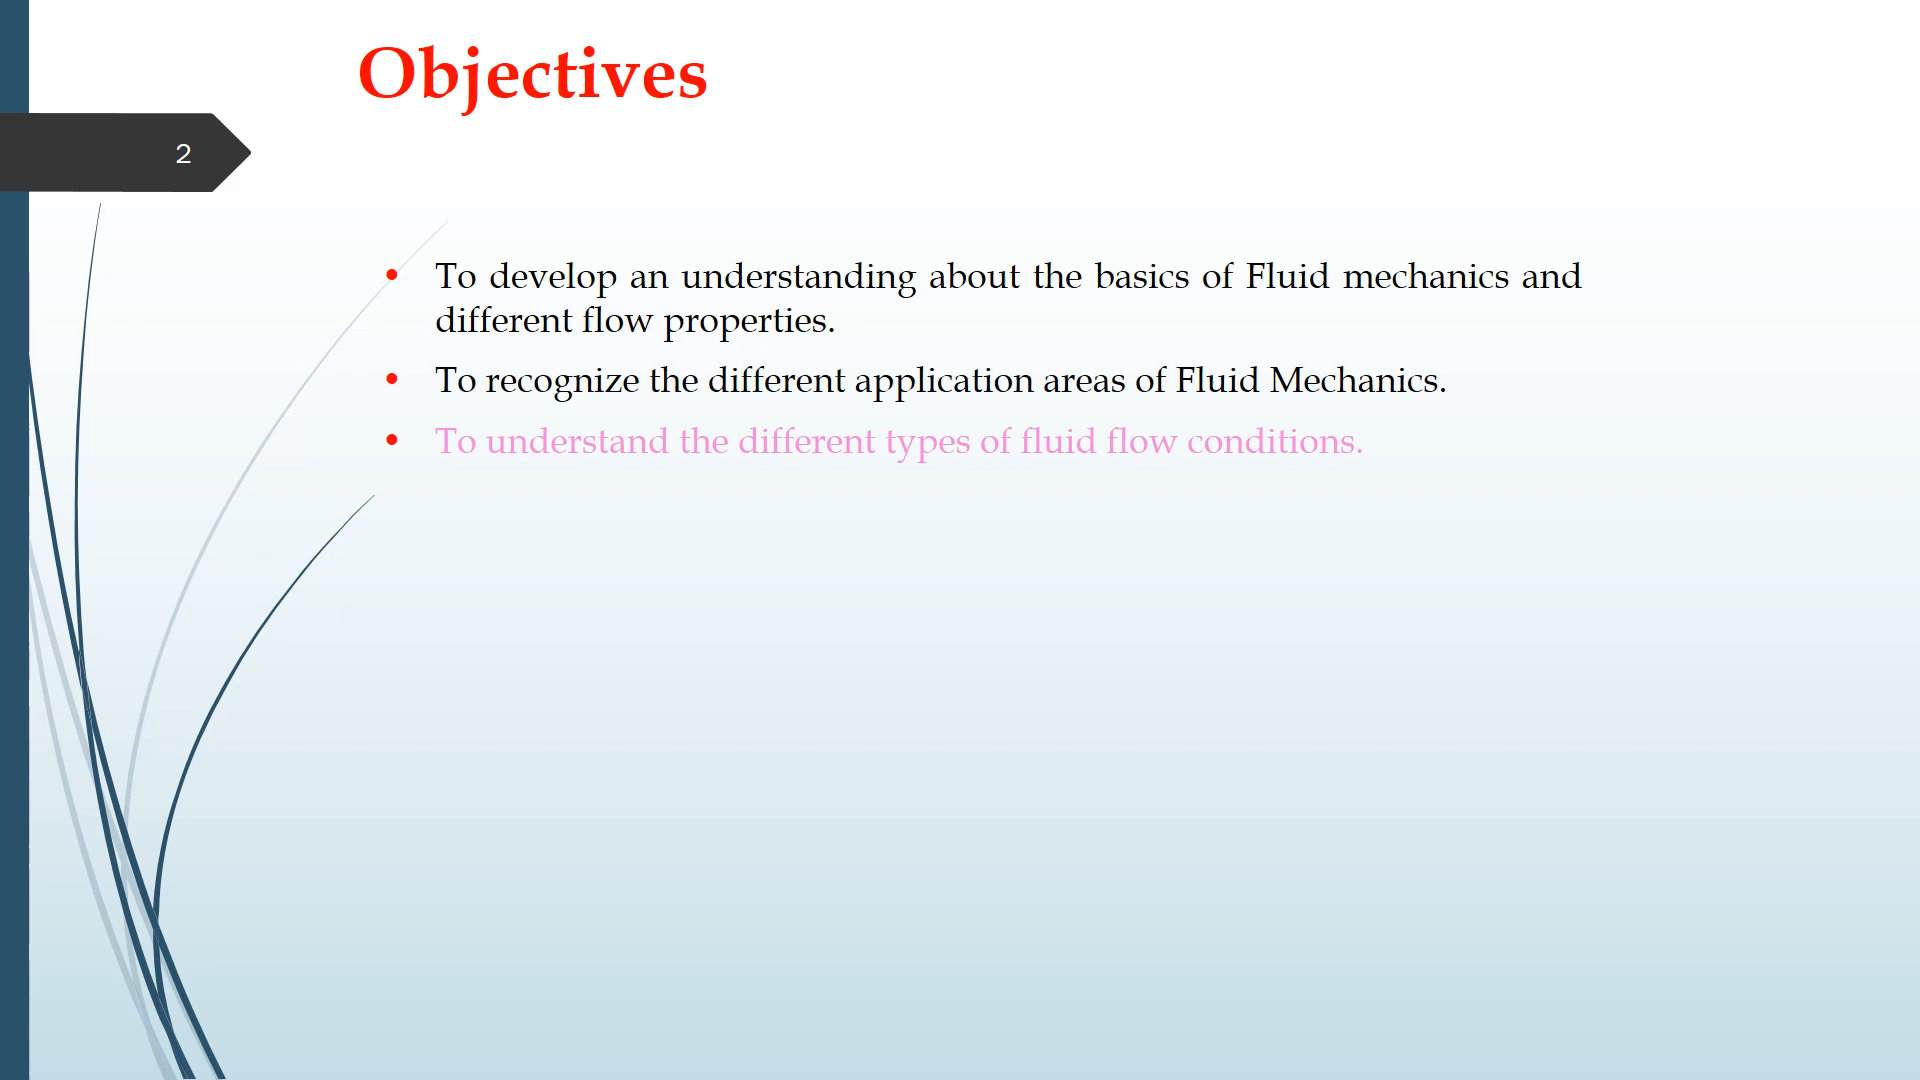 Objectives
2
• To develop an understanding about the basics of Fluid mechanics and
different flow properties.
• To recognize the different application areas of Fluid Mechanics.
• To understand the different types of fluid flow conditions.